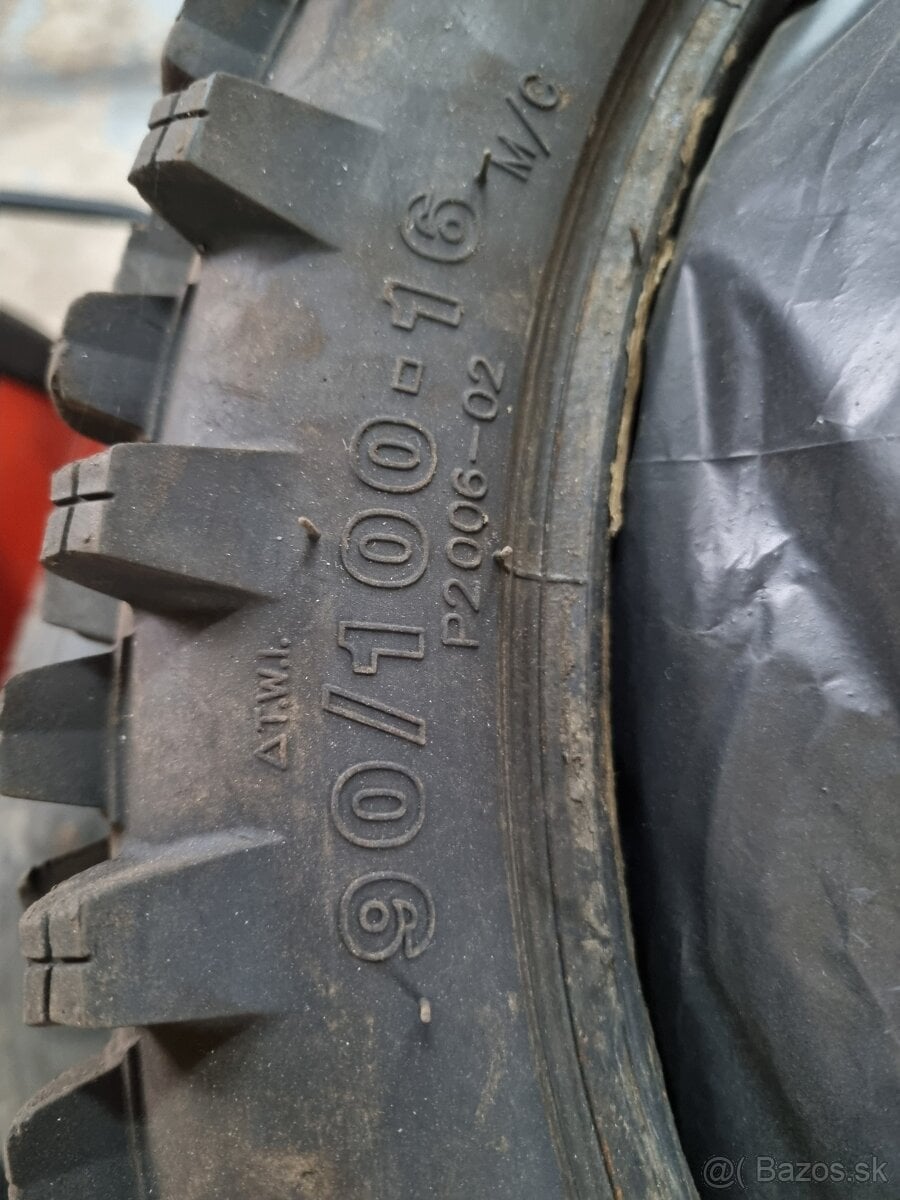 90/100-16 M/C
P2006-02
△T.W.I.
@( Bazos.sk